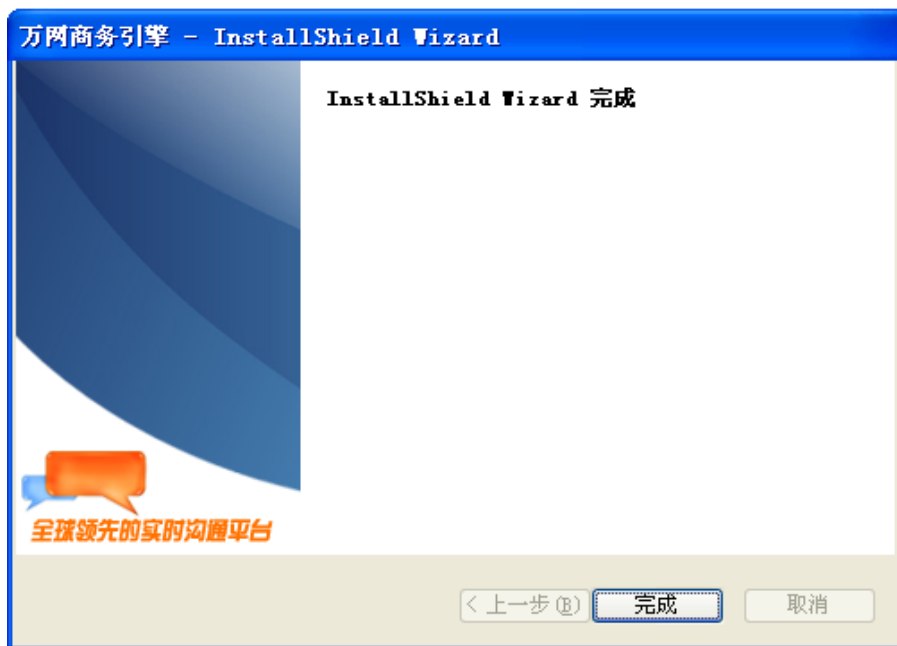 万网商务引擎 - InstallShield Wizard
InstallShield Wizard 完成
全球领先的实时沟通平台
< 上一步(B)
完成
取消